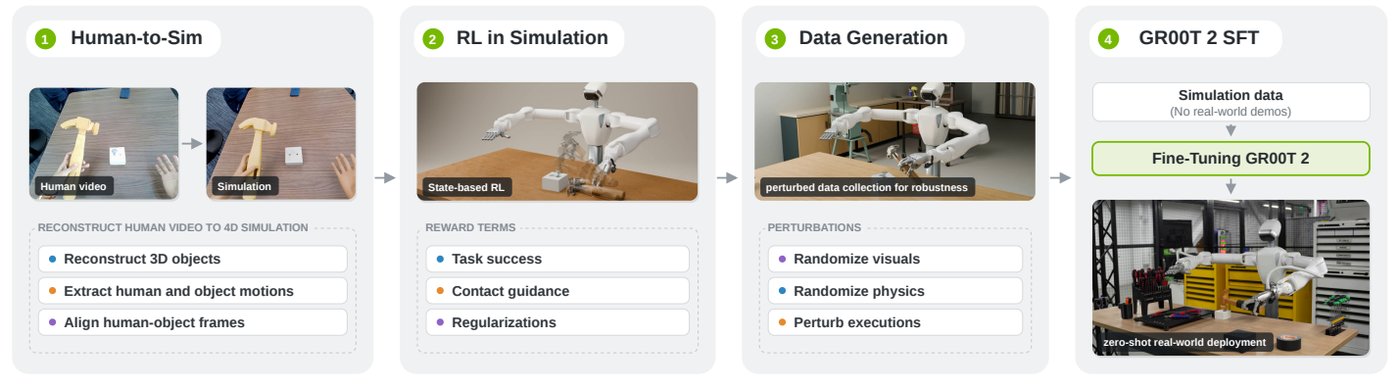 1 Human-to-Sim
Human video
Simulation
RECONSTRUCT HUMAN VIDEO TO 4D SIMULATION
Reconstruct 3D objects
Extract human and object motions
Align human-object frames
2 RL in Simulation
State-based RL
REWARD TERMS
Task success
Contact guidance
Regularizations
3 Data Generation
perturbed data collection for robustness
PERTURBATIONS
Randomize visuals
Randomize physics
Perturb executions
4 GR00T 2 SFT
Simulation data
(No real-world demos)
Fine-Tuning GR00T 2
zero-shot real-world deployment